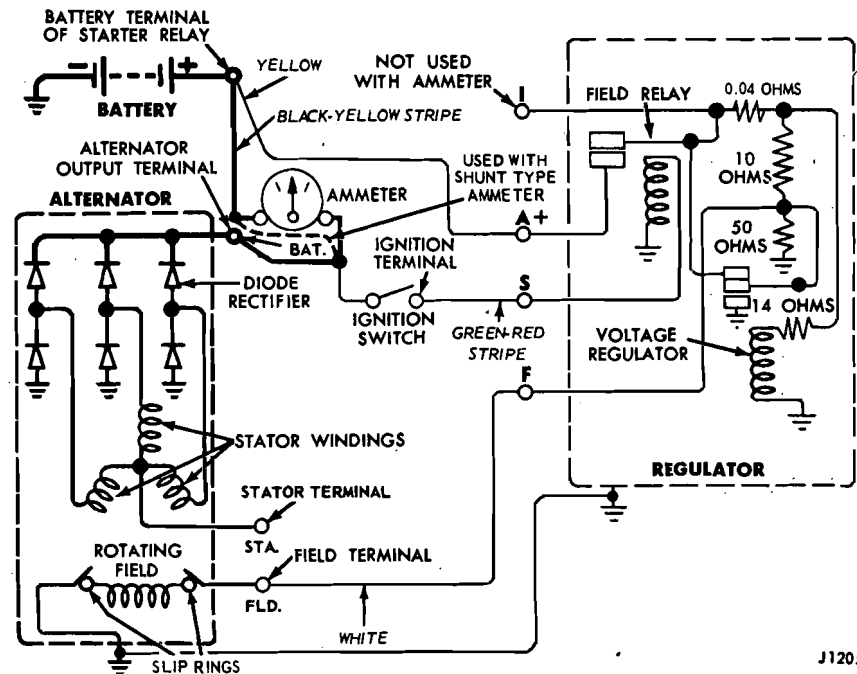 BATTERY TERMINAL
OF STARTER RELAY
- +
BATTERY
YELLOW
BLACK-YELLOW STRIPE
NOT USED
WITH AMMETER
I
FIELD RELAY
0.04 OHMS
10
OHMS
50
OHMS
14 OHMS
ALTERNATOR
OUTPUT TERMINAL
ALTERNATOR
AMMETER
USED WITH
SHUNT TYPE
AMMETER
A +
BAT.
IGNITION
TERMINAL
DIODE
RECTIFIER
IGNITION
SWITCH
S
GREEN-RED
STRIPE
VOLTAGE
REGULATOR
F
STATOR WINDINGS
REGULATOR
STATOR TERMINAL
STA.
ROTATING
FIELD
FIELD TERMINAL
FLD.
WHITE
SLIP RINGS